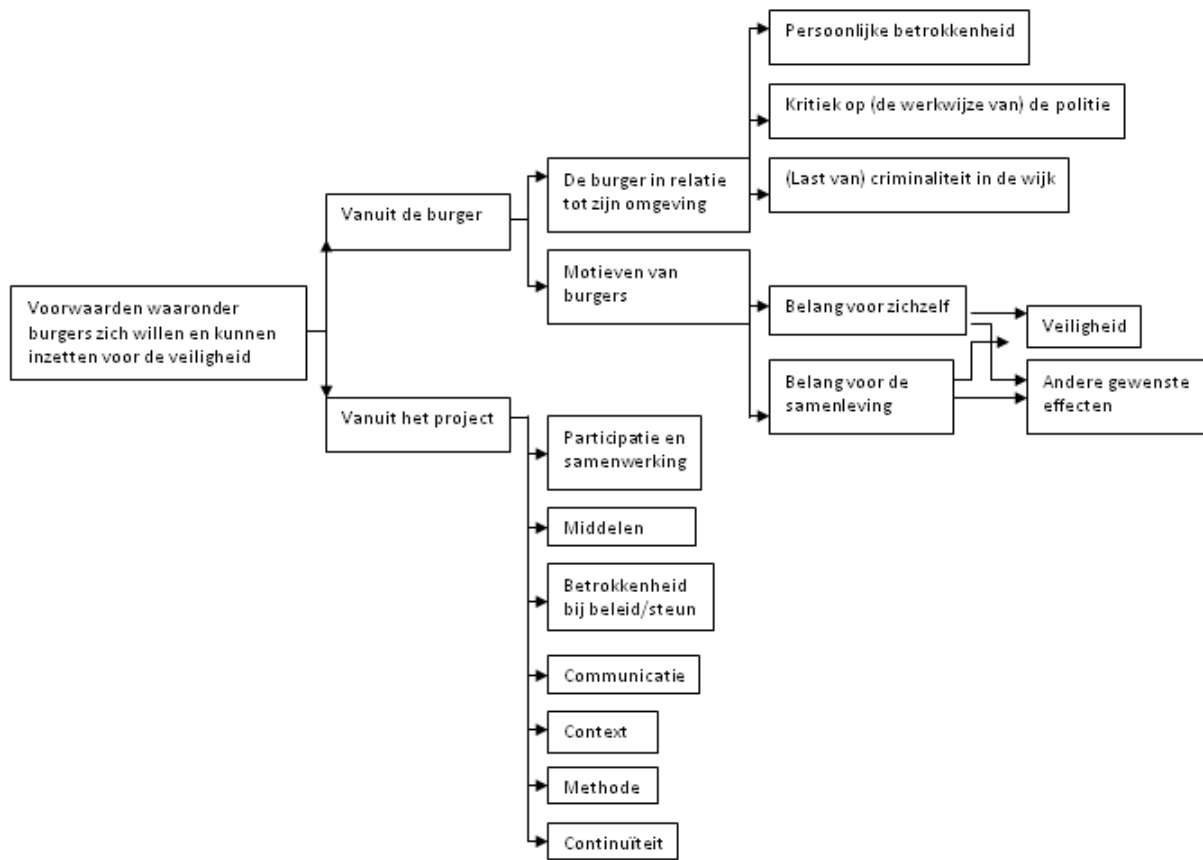 Persoonlijke betrokkenheid
Kritiek op (de werkwijze van) de politie
(Last van) criminaliteit in de wijk
De burger in relatie
tot zijn omgeving
Vanuit de burger
Motieven van
burgers
Voorwaarden waaronder
burgers zich willen en kunnen
inzetten voor de veiligheid
Belang voor zichzelf
Veiligheid
Belang voor de
samenleving
Andere gewenste
effecten
Vanuit het project
Participatie en
samenwerking
Middelen
Betrokkenheid
bij beleid/steun
Communicatie
Context
Methode
Continuïteit